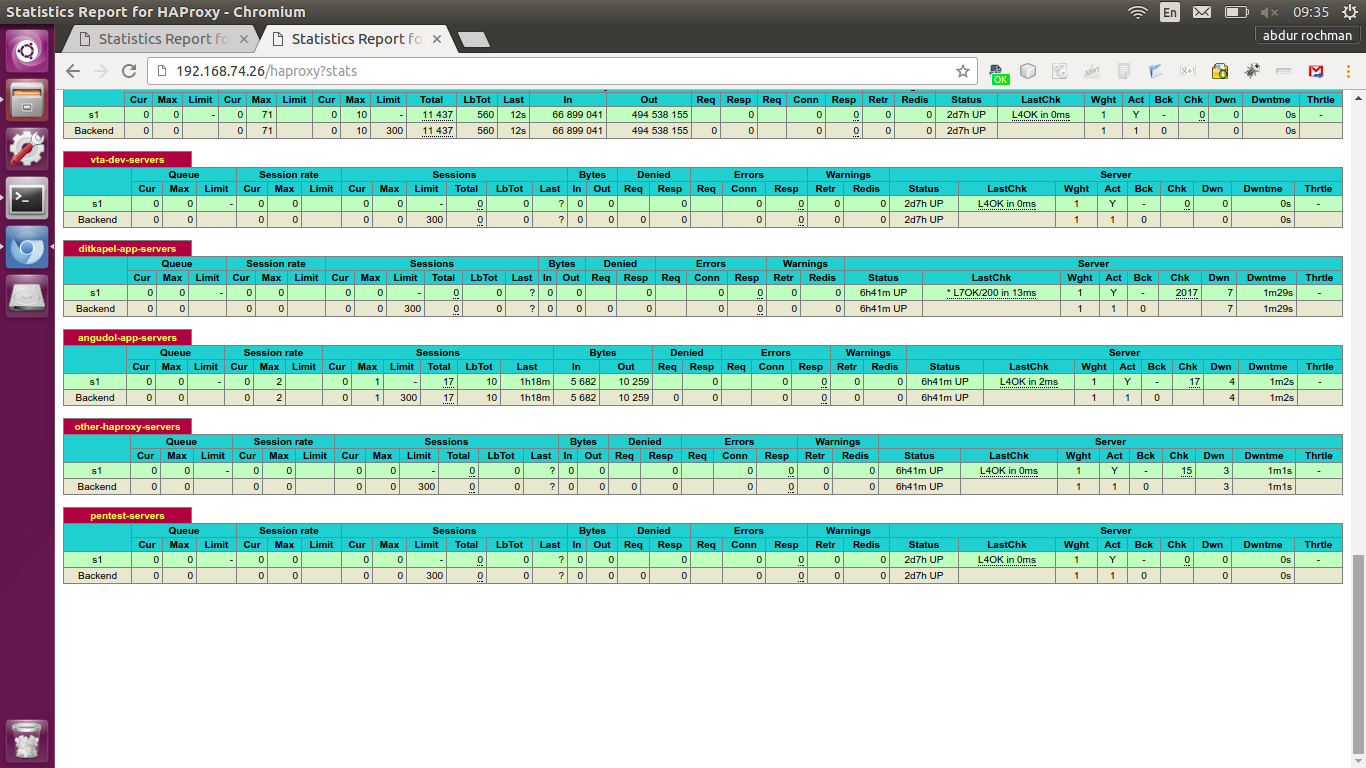 Statistics Report for HAProxy - Chromium En 09:35
abdur rochman
Statistics Report fo × Statistics Report fo ×
192.168.74.26/haproxy?stats OK
Cur Max Limit Cur Max Limit Cur Max Limit Total LbTot Last In Out Req Resp Req Conn Resp Retr Redis Status LastChk Wght Act Bck Chk Dwn Dwntme Thrtle
s1 0 0 - 0 71 0 10 - 11 437 560 12s 66 899 041 494 538 155 0 0 0 0 0 2d7h UP L4OK in 0ms 1 Y - 0 0 0s -
Backend 0 0 0 71 0 10 300 11 437 560 12s 66 899 041 494 538 155 0 0 0 0 0 0 2d7h UP 1 1 0 0 0s
vta-dev-servers
Queue Session rate Sessions Bytes Denied Errors Warnings Server
Cur Max Limit Cur Max Limit Cur Max Limit Total LbTot Last In Out Req Resp Req Conn Resp Retr Redis Status LastChk Wght Act Bck Chk Dwn Dwntme Thrtle
s1 0 0 - 0 0 0 0 - 0 0 ? 0 0 0 0 0 0 0 2d7h UP L4OK in 0ms 1 Y - 0 0 0s -
Backend 0 0 0 0 0 0 300 0 0 ? 0 0 0 0 0 0 0 0 2d7h UP 1 1 0 0 0s
ditkapel-app-servers
Queue Session rate Sessions Bytes Denied Errors Warnings Server
Cur Max Limit Cur Max Limit Cur Max Limit Total LbTot Last In Out Req Resp Req Conn Resp Retr Redis Status LastChk Wght Act Bck Chk Dwn Dwntme Thrtle
s1 0 0 - 0 0 0 0 - 0 0 ? 0 0 0 0 0 0 0 6h41m UP * L7OK/200 in 13ms 1 Y - 2017 7 1m29s -
Backend 0 0 0 0 0 0 300 0 0 ? 0 0 0 0 0 0 0 0 6h41m UP 1 1 0 7 1m29s
angudol-app-servers
Queue Session rate Sessions Bytes Denied Errors Warnings Server
Cur Max Limit Cur Max Limit Cur Max Limit Total LbTot Last In Out Req Resp Req Conn Resp Retr Redis Status LastChk Wght Act Bck Chk Dwn Dwntme Thrtle
s1 0 0 - 0 2 0 1 - 17 10 1h18m 5 682 10 259 0 0 0 0 0 6h41m UP L4OK in 2ms 1 Y - 17 4 1m2s -
Backend 0 0 0 2 0 1 300 17 10 1h18m 5 682 10 259 0 0 0 0 0 0 6h41m UP 1 1 0 4 1m2s
other-haproxy-servers
Queue Session rate Sessions Bytes Denied Errors Warnings Server
Cur Max Limit Cur Max Limit Cur Max Limit Total LbTot Last In Out Req Resp Req Conn Resp Retr Redis Status LastChk Wght Act Bck Chk Dwn Dwntme Thrtle
s1 0 0 - 0 0 0 0 - 0 0 ? 0 0 0 0 0 0 0 6h41m UP L4OK in 0ms 1 Y - 15 3 1m1s -
Backend 0 0 0 0 0 0 300 0 0 ? 0 0 0 0 0 0 0 0 6h41m UP 1 1 0 3 1m1s
pentest-servers
Queue Session rate Sessions Bytes Denied Errors Warnings Server
Cur Max Limit Cur Max Limit Cur Max Limit Total LbTot Last In Out Req Resp Req Conn Resp Retr Redis Status LastChk Wght Act Bck Chk Dwn Dwntme Thrtle
s1 0 0 - 0 0 0 0 - 0 0 ? 0 0 0 0 0 0 0 2d7h UP L4OK in 0ms 1 Y - 0 0 0s -
Backend 0 0 0 0 0 0 300 0 0 ? 0 0 0 0 0 0 0 0 2d7h UP 1 1 0 0 0s